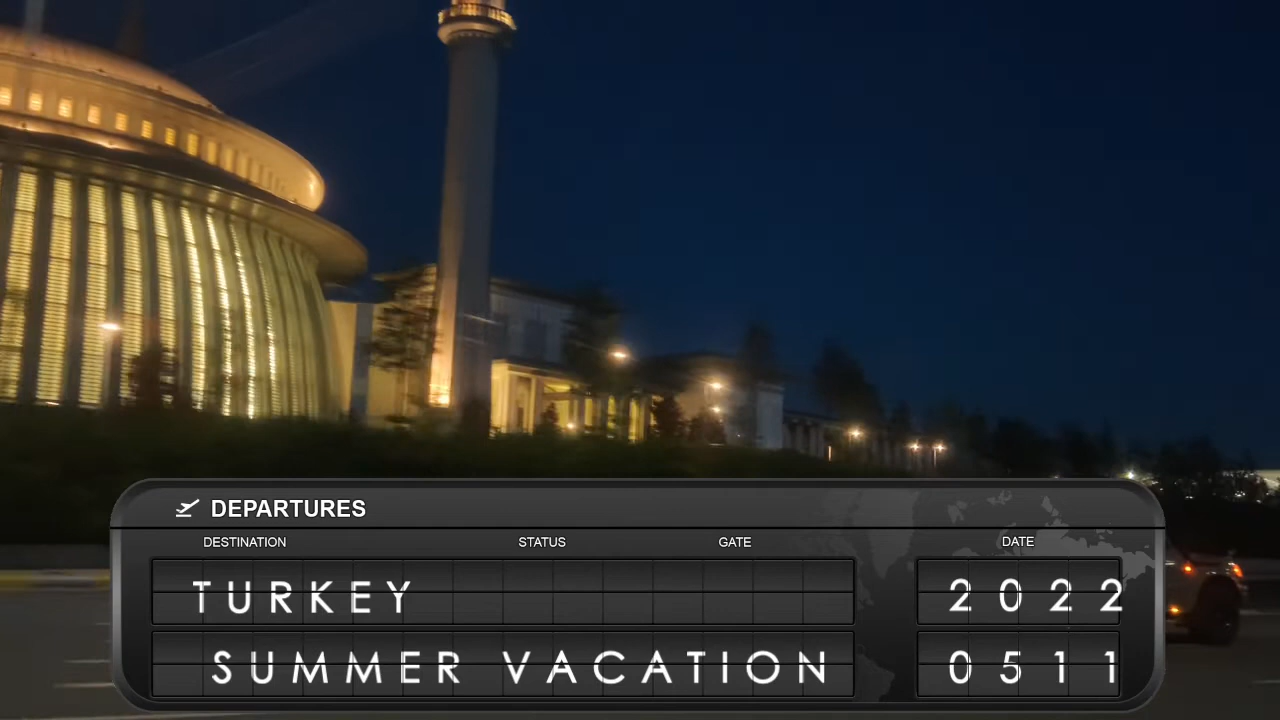 DEPARTURES
DESTINATION STATUS GATE DATE
TURKEY 2022
SUMMER VACATION 0511